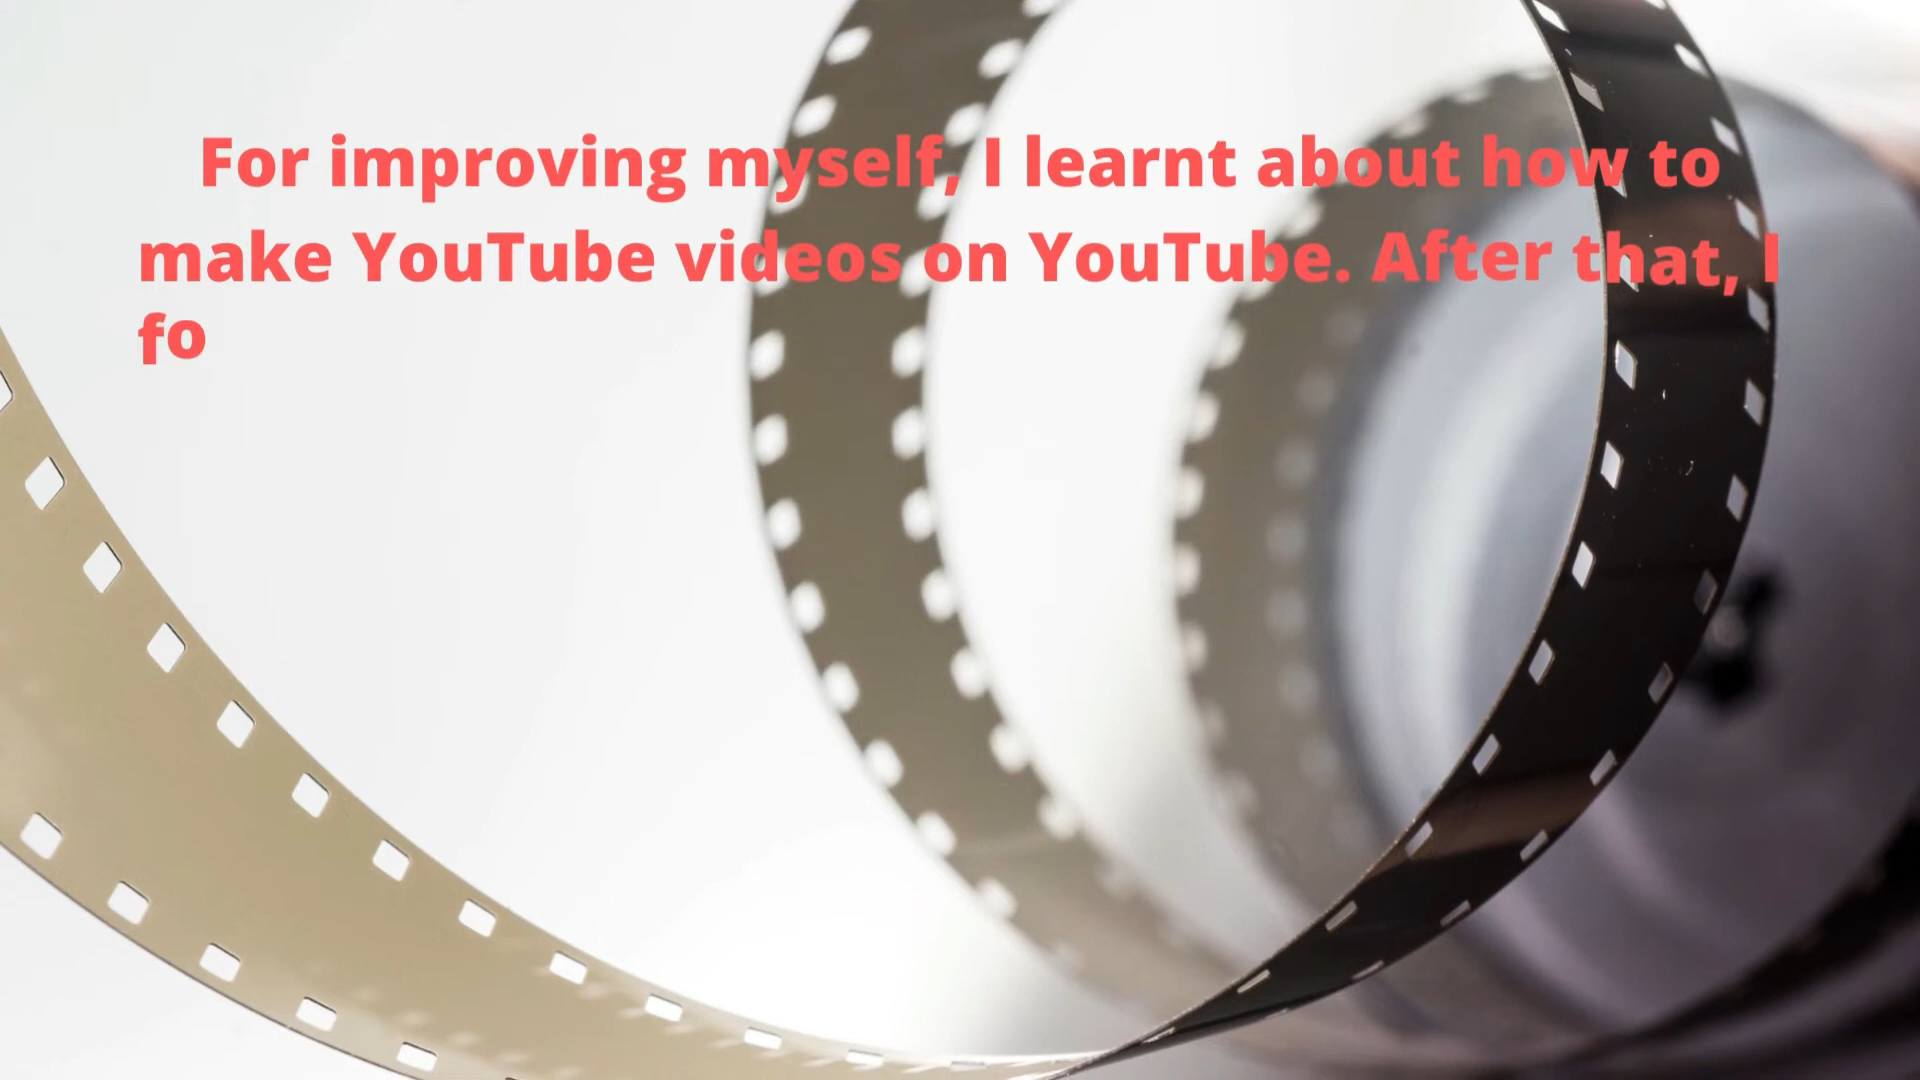 For improving myself, I learnt about how to
make YouTube videos on YouTube. After that, I
fo